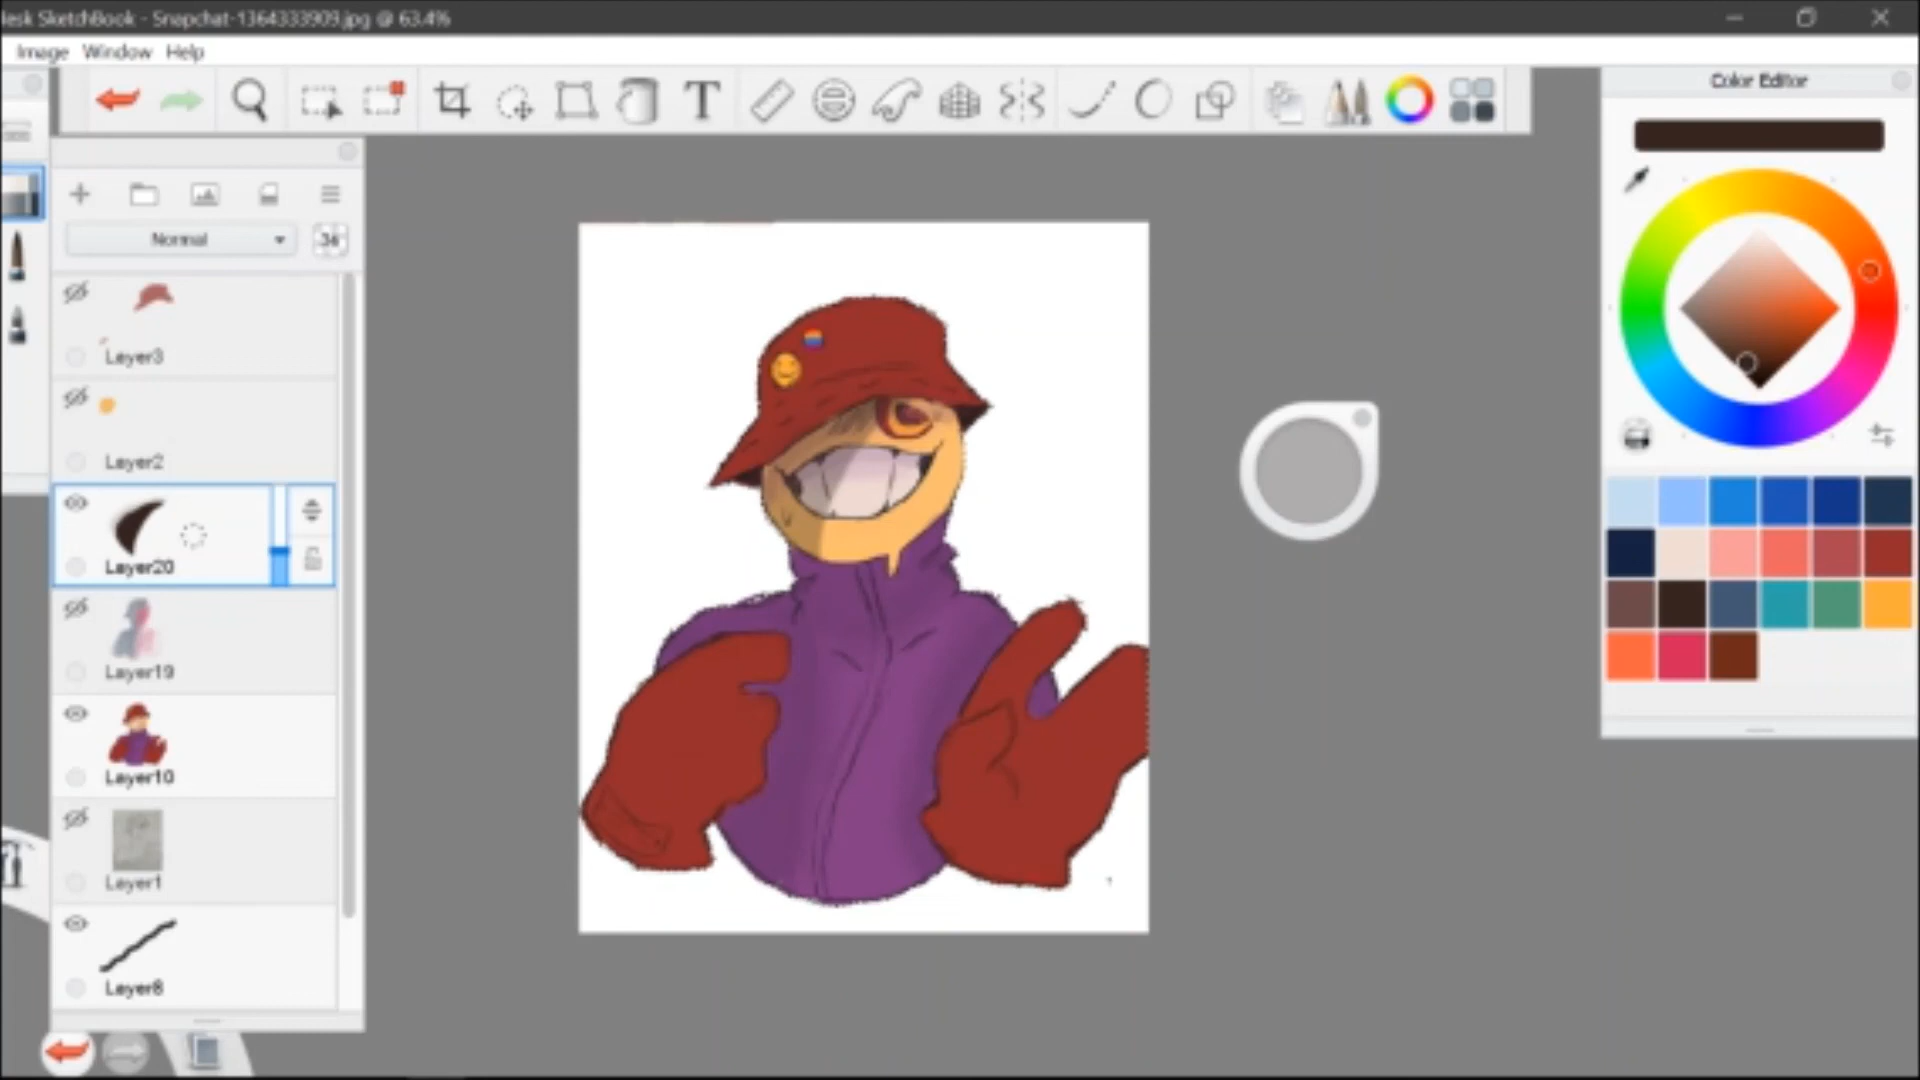 desk SketchBook - Snapchat-1364333909.jpg @ 63.4%
Image Window Help
T
Color Editor
Normal
Layer3
Layer2
Layer20
Layer19
Layer10
Layer1
Layer8